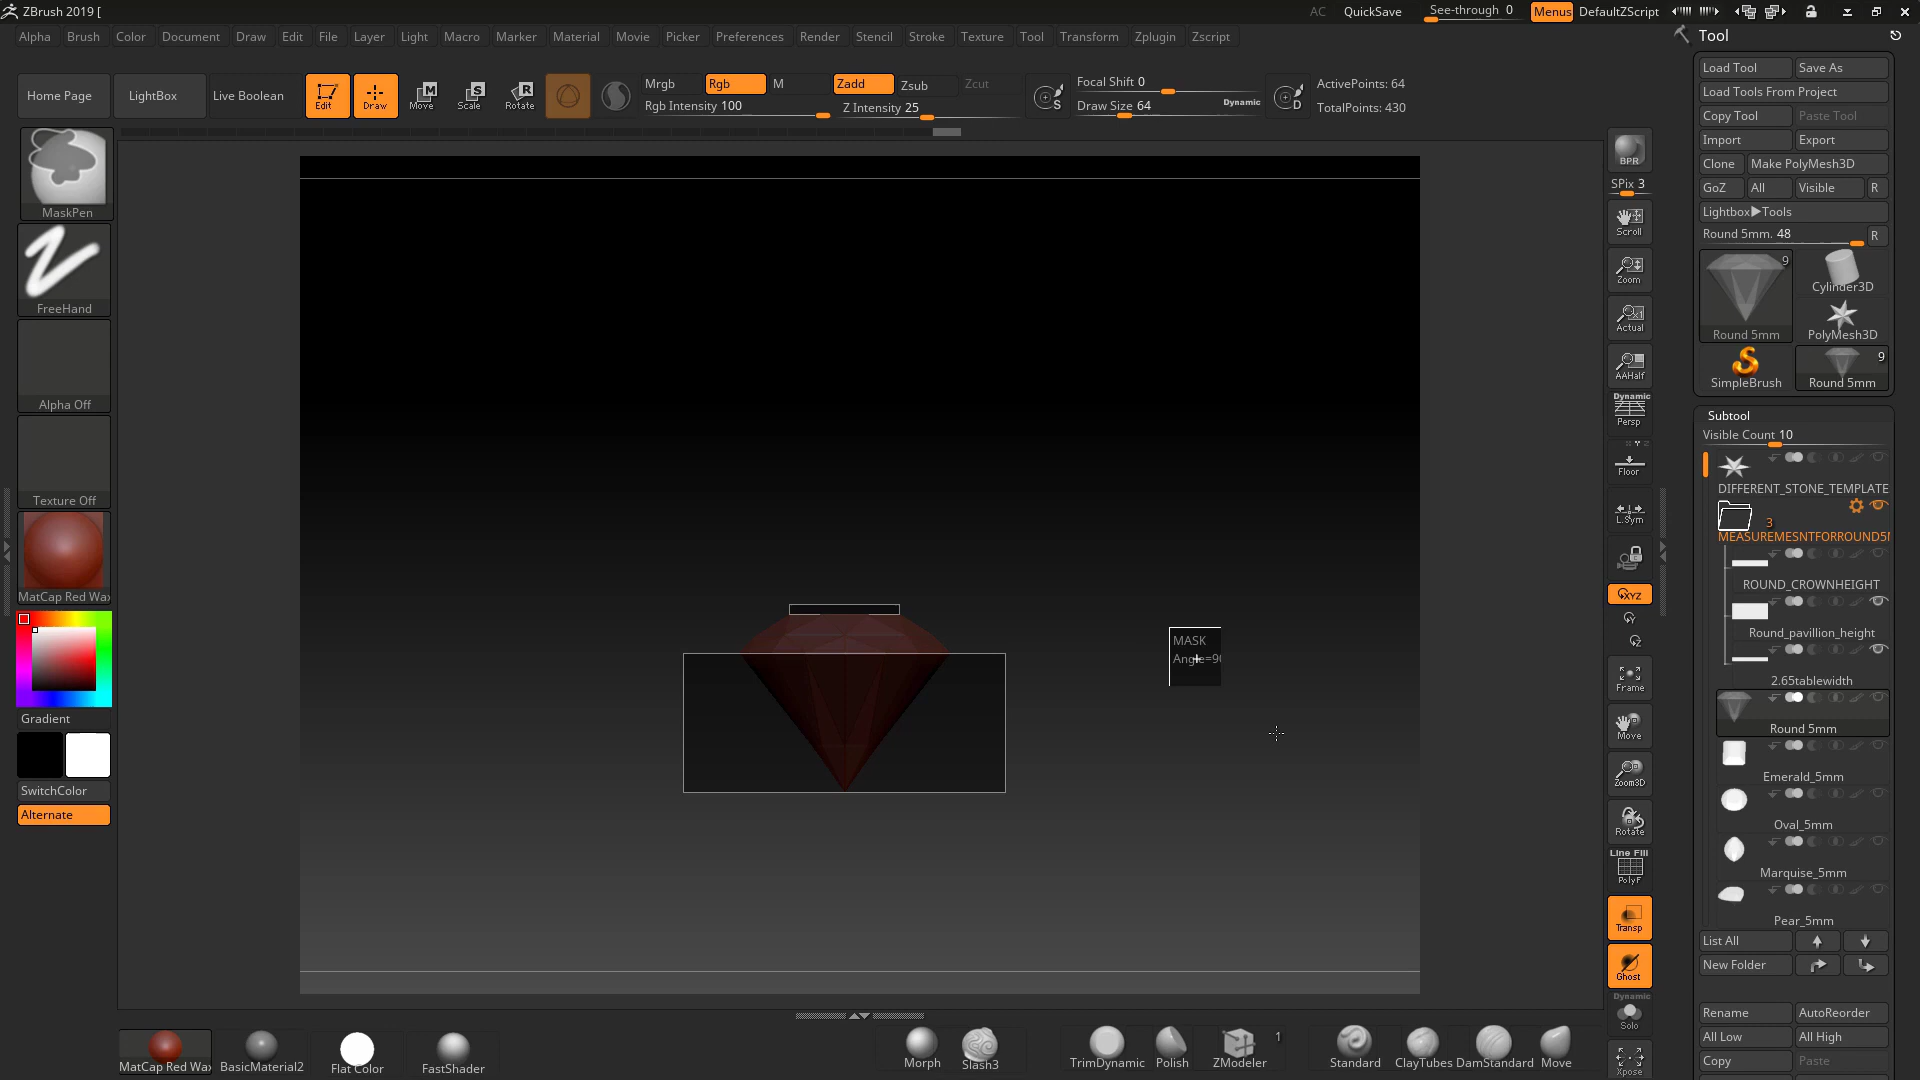 ZBrush 2019 [
AC
QuickSave
See-through 0
Menus
DefaultZScript
Alpha
Brush
Color
Document
Draw
Edit
File
Layer
Light
Macro
Marker
Material
Movie
Picker
Preferences
Render
Stencil
Stroke
Texture
Tool
Transform
Zplugin
Zscript
Tool
Home Page
LightBox
Live Boolean
Edit
Draw
Move
Scale
Rotate
Mrgb
Rgb
M
Rgb Intensity 100
Zadd
Zsub
Zcut
Z Intensity 25
Focal Shift 0
Draw Size 64
Dynamic
ActivePoints: 64
TotalPoints: 430
Load Tool
Save As
Load Tools From Project
Copy Tool
Paste Tool
Import
Export
Clone
Make PolyMesh3D
GoZ
All
Visible
R
Lightbox▶Tools
Round 5mm. 48
R
9
Round 5mm
Cylinder3D
PolyMesh3D
SimpleBrush
9
Round 5mm
Subtool
Visible Count 10
DIFFERENT_STONE_TEMPLATE
3
MEASUREMESNTFORROUND5
ROUND_CROWNHEIGHT
Round_pavillion_height
2.65tablewidth
Round 5mm
Emerald_5mm
Oval_5mm
Marquise_5mm
Pear_5mm
List All
New Folder
Rename
AutoReorder
All Low
All High
Copy
Paste
MaskPen
FreeHand
Alpha Off
Texture Off
MatCap Red Wax
Gradient
SwitchColor
Alternate
MASK
Angle=90
BPR
SPix 3
Scroll
Zoom
Actual
AAHalf
Dynamic
Persp
Floor
L.Sym
XYZ
Y
Z
Frame
Move
Zoom3D
Rotate
Line Fill
PolyF
Transp
Ghost
Dynamic
Solo
Xpose
MatCap Red Wax
BasicMaterial2
Flat Color
FastShader
Morph
Slash3
TrimDynamic
Polish
ZModeler
1
Standard
ClayTubes
DamStandard
Move